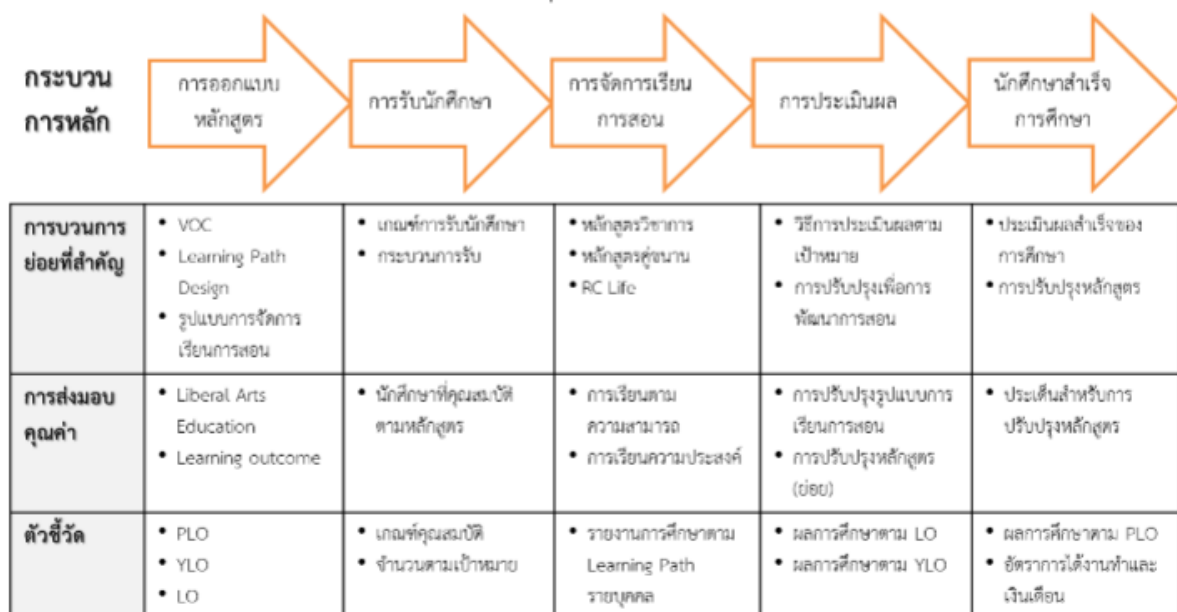 กระบวน
การหลัก
การออกแบบ
หลักสูตร
การรับนักศึกษา
การจัดการเรียน
การสอน
การประเมินผล
นักศึกษาสำเร็จ
การศึกษา
การบวนการ
ย่อยที่สำคัญ
• VOC
• Learning Path
Design
• รูปแบบการจัดการ
เรียนการสอน
• เกณฑ์การรับนักศึกษา
• กระบวนการรับ
• หลักสูตรวิชาการ
• หลักสูตรคู่ขนาน
• RC Life
• วิธีการประเมินผลตาม
เป้าหมาย
• การปรับปรุงเพื่อการ
พัฒนาการสอน
• ประเมินผลสำเร็จของ
การศึกษา
• การปรับปรุงหลักสูตร
การส่งมอบ
คุณค่า
• Liberal Arts
Education
• Learning outcome
• นักศึกษาที่คุณสมบัติ
ตามหลักสูตร
• การเรียนตาม
ความสามารถ
• การเรียนความประสงค์
• การปรับปรุงรูปแบบการ
เรียนการสอน
• การปรับปรุงหลักสูตร
(ย่อย)
• ประเด็นสำหรับการ
ปรับปรุงหลักสูตร
ตัวชี้วัด
• PLO
• YLO
• LO
• เกณฑ์คุณสมบัติ
• จำนวนตามเป้าหมาย
• รายงานการศึกษาตาม
Learning Path
รายบุคคล
• ผลการศึกษาตาม LO
• ผลการศึกษาตาม YLO
• ผลการศึกษาตาม PLO
• อัตราการได้งานทำและ
เงินเดือน